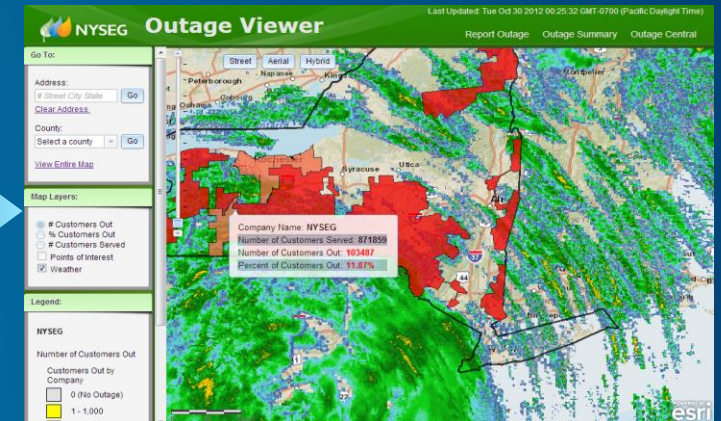 Last Updated: Tue Oct 30 2012 00:25:32 GMT-0700 (Pacific Daylight Time)
NYSEG Outage Viewer
Report Outage Outage Summary Outage Central
Go To:
Address:
# Street City State Go
Clear Address
County:
Select a county Go
View Entire Map
Map Layers:
# Customers Out
% Customers Out
# Customers Served
Points of Interest
Weather
Legend:
NYSEG
Number of Customers Out
Customers Out by
Company
0 (No Outage)
1 - 1,000
Street Aerial Hybrid
Peterborough
Napanee
Oshawa
Cobourg
Montpelier
Rochester
Syracuse
Utica
Company Name: NYSEG
Number of Customers Served: 871859
Number of Customers Out: 103487
Percent of Customers Out: 11.87%
87
44
esri